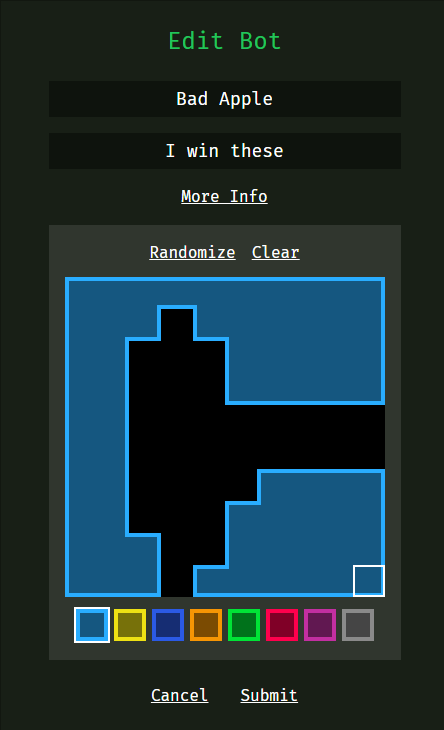 Edit Bot
Bad Apple
I win these
More Info
Randomize Clear
Cancel Submit